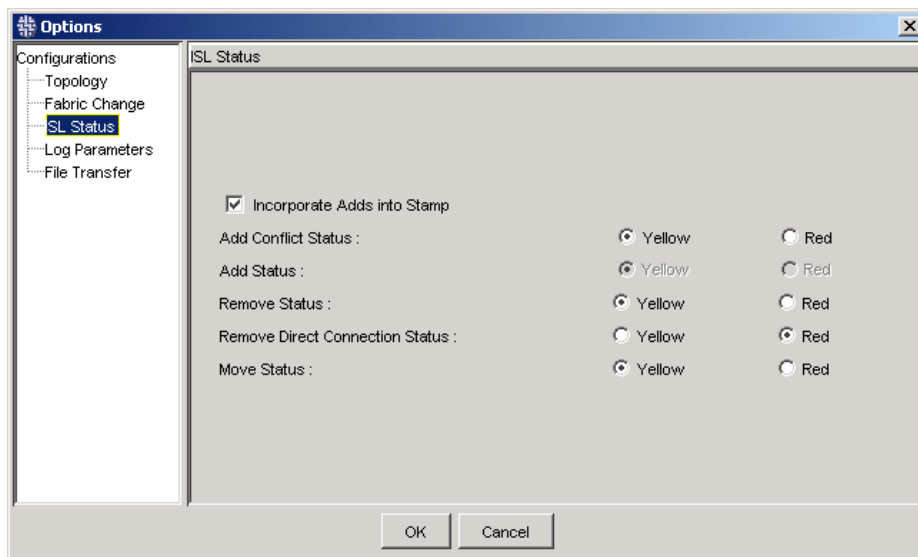 Options
Configurations
Topology
Fabric Change
SL Status
Log Parameters
File Transfer
ISL Status
Incorporate Adds into Stamp
Add Conflict Status : Yellow Red
Add Status : Yellow Red
Remove Status : Yellow Red
Remove Direct Connection Status : Yellow Red
Move Status : Yellow Red
OK Cancel